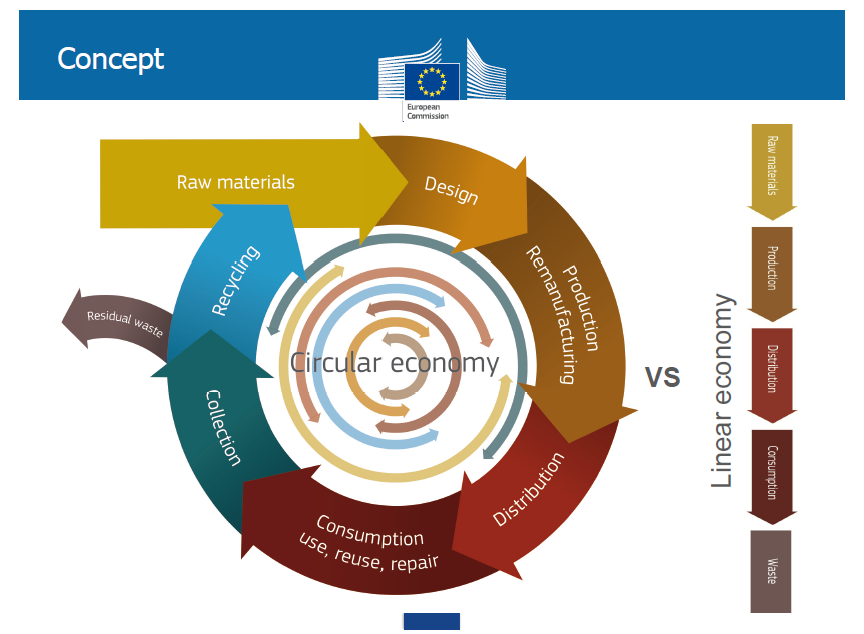 Concept
European
Commission
Raw materials
Design
Production
Remanufacturing
Distribution
Consumption
use, reuse, repair
Collection
Recycling
Residual waste
Circular economy
VS
Linear economy
Raw materials
Production
Distribution
Consumption
Waste